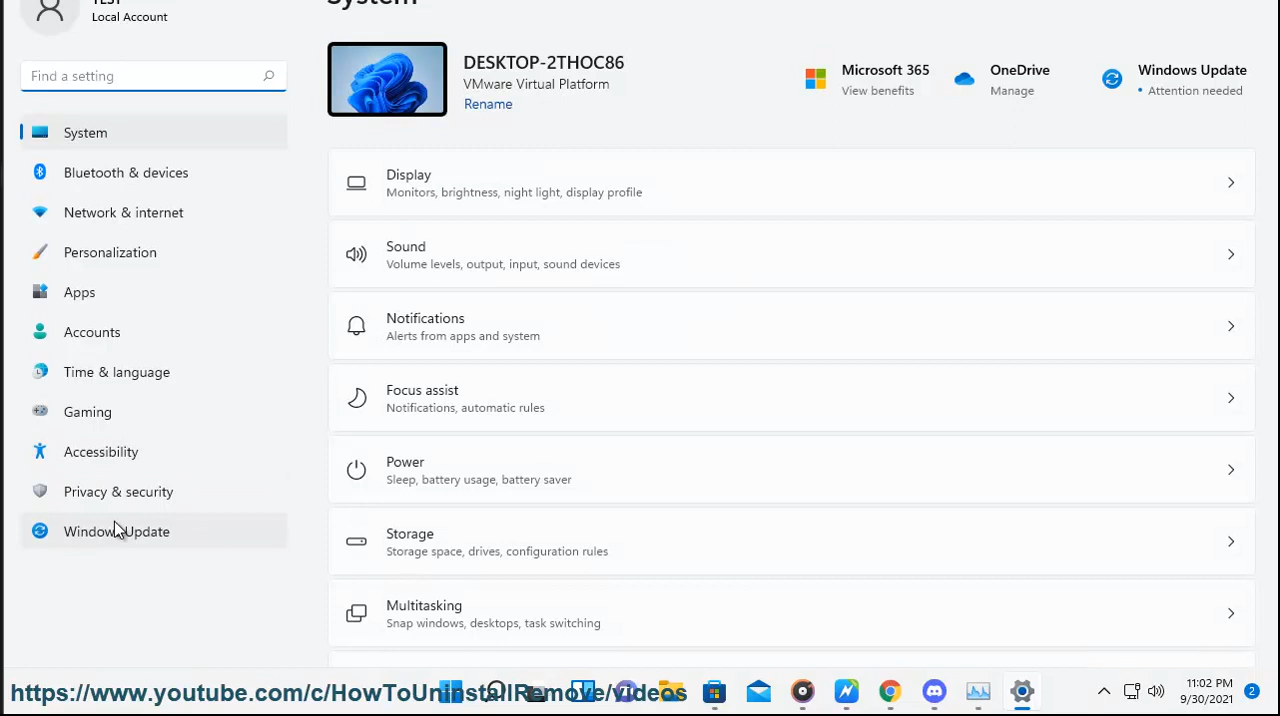 TEST
Local Account
System
Find a setting
DESKTOP-2THOC86
VMware Virtual Platform
Rename
Microsoft 365
View benefits
OneDrive
Manage
Windows Update
• Attention needed
System
Bluetooth & devices
Network & internet
Personalization
Apps
Accounts
Time & language
Gaming
Accessibility
Privacy & security
Windows Update
Display
Monitors, brightness, night light, display profile
Sound
Volume levels, output, input, sound devices
Notifications
Alerts from apps and system
Focus assist
Notifications, automatic rules
Power
Sleep, battery usage, battery saver
Storage
Storage space, drives, configuration rules
Multitasking
Snap windows, desktops, task switching
https://www.youtube.com/c/HowToUninstallRemove/videos
11:02 PM
9/30/2021
2